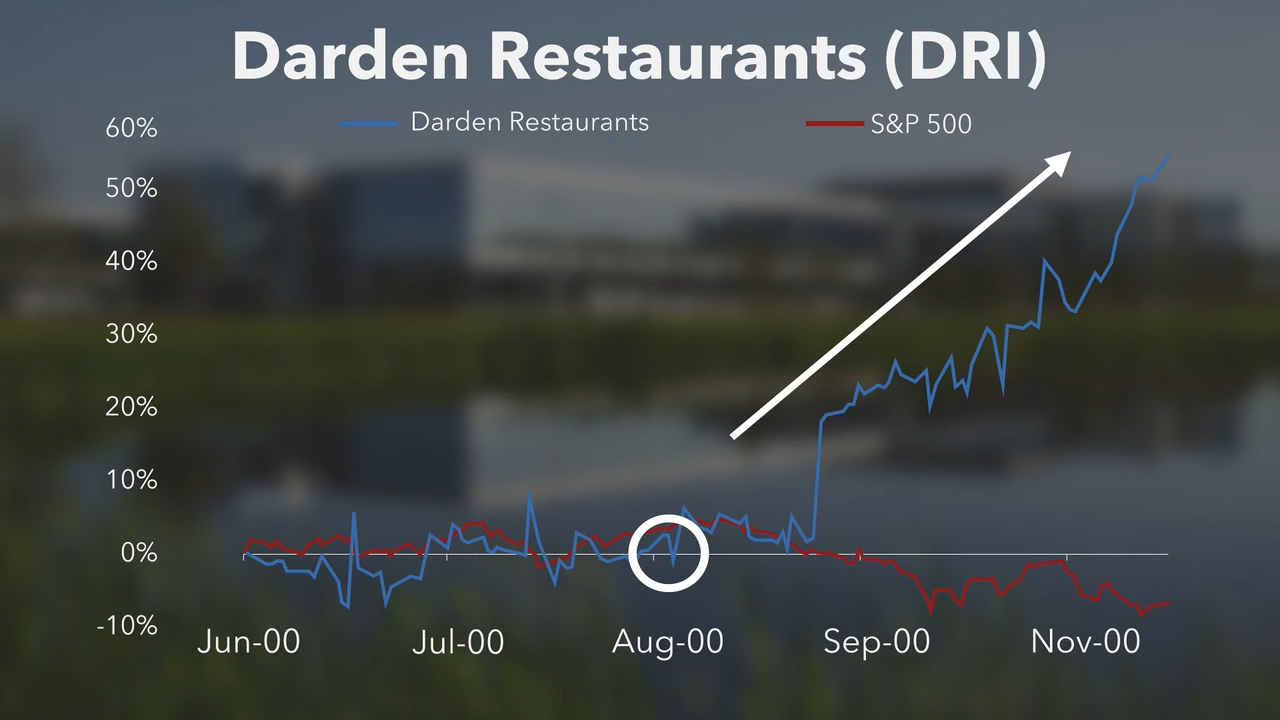 Darden Restaurants (DRI)
Darden Restaurants
S&P 500
60%
50%
40%
30%
20%
10%
0%
-10%
Jun-00
Jul-00
Aug-00
Sep-00
Nov-00